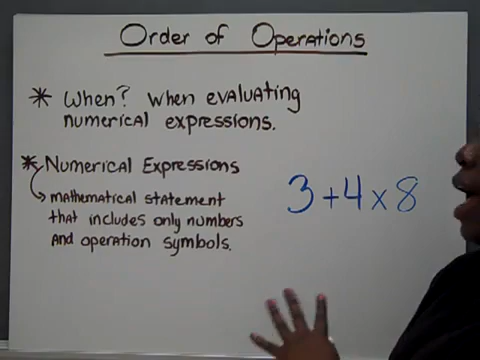 Order of Operations
* When? when evaluating
numerical expressions.
* Numerical Expressions
mathematical statement
that includes only numbers
and operation symbols.
3+4x8